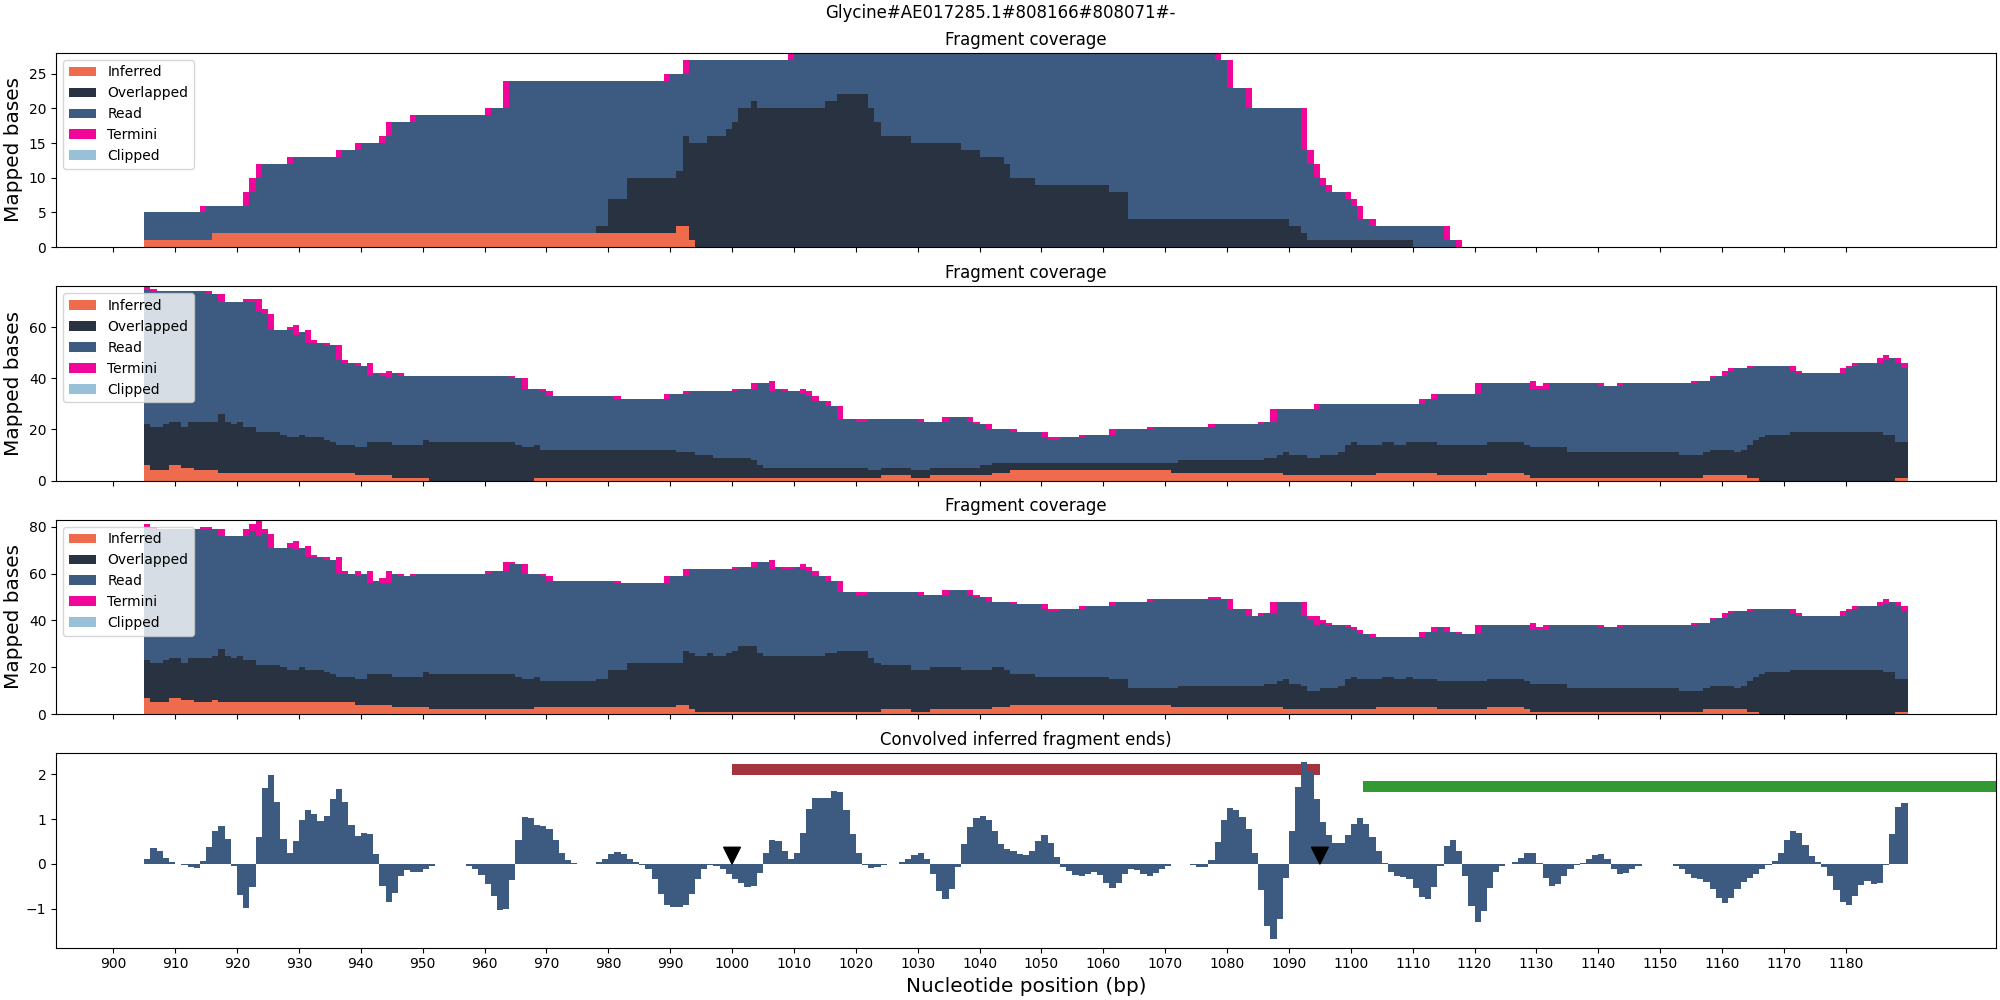 Glycine#AE017285.1#808166#808071#-
Fragment coverage
Mapped bases
25
20
15
10
5
0
Inferred
Overlapped
Read
Termini
Clipped
Fragment coverage
Mapped bases
60
40
20
0
Inferred
Overlapped
Read
Termini
Clipped
Fragment coverage
Mapped bases
80
60
40
20
0
Inferred
Overlapped
Read
Termini
Clipped
Convolved inferred fragment ends)
2
1
0
−1
900 910 920 930 940 950 960 970 980 990 1000 1010 1020 1030 1040 1050 1060 1070 1080 1090 1100 1110 1120 1130 1140 1150 1160 1170 1180
Nucleotide position (bp)